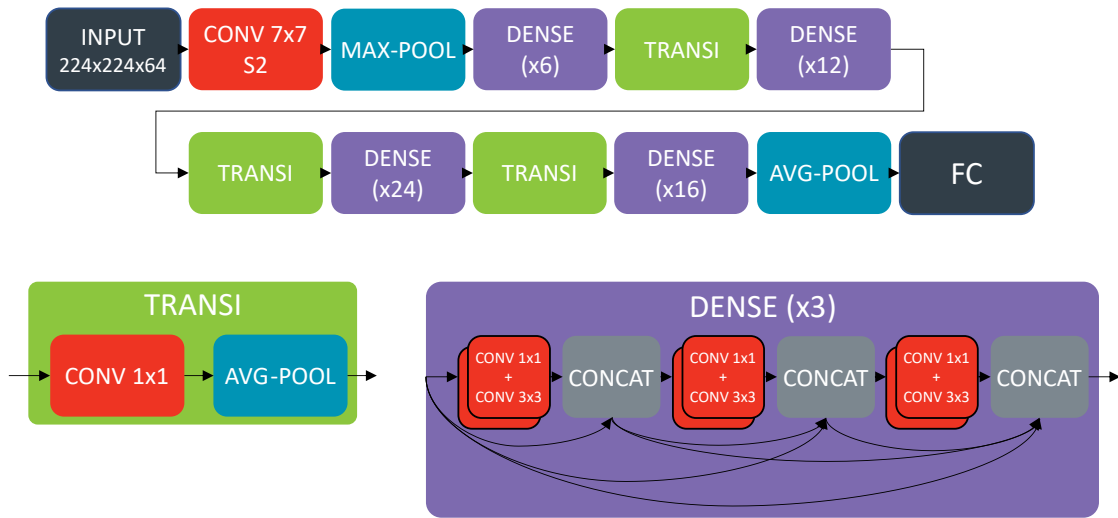 INPUT
224x224x64
CONV 7x7
S2
MAX-POOL
DENSE
(x6)
TRANSI
DENSE
(x12)
TRANSI
DENSE
(x24)
TRANSI
DENSE
(x16)
AVG-POOL
FC
TRANSI
CONV 1x1
AVG-POOL
DENSE (x3)
CONV 1x1
+
CONV 3x3
CONCAT
CONV 1x1
+
CONV 3x3
CONCAT
CONV 1x1
+
CONV 3x3
CONCAT